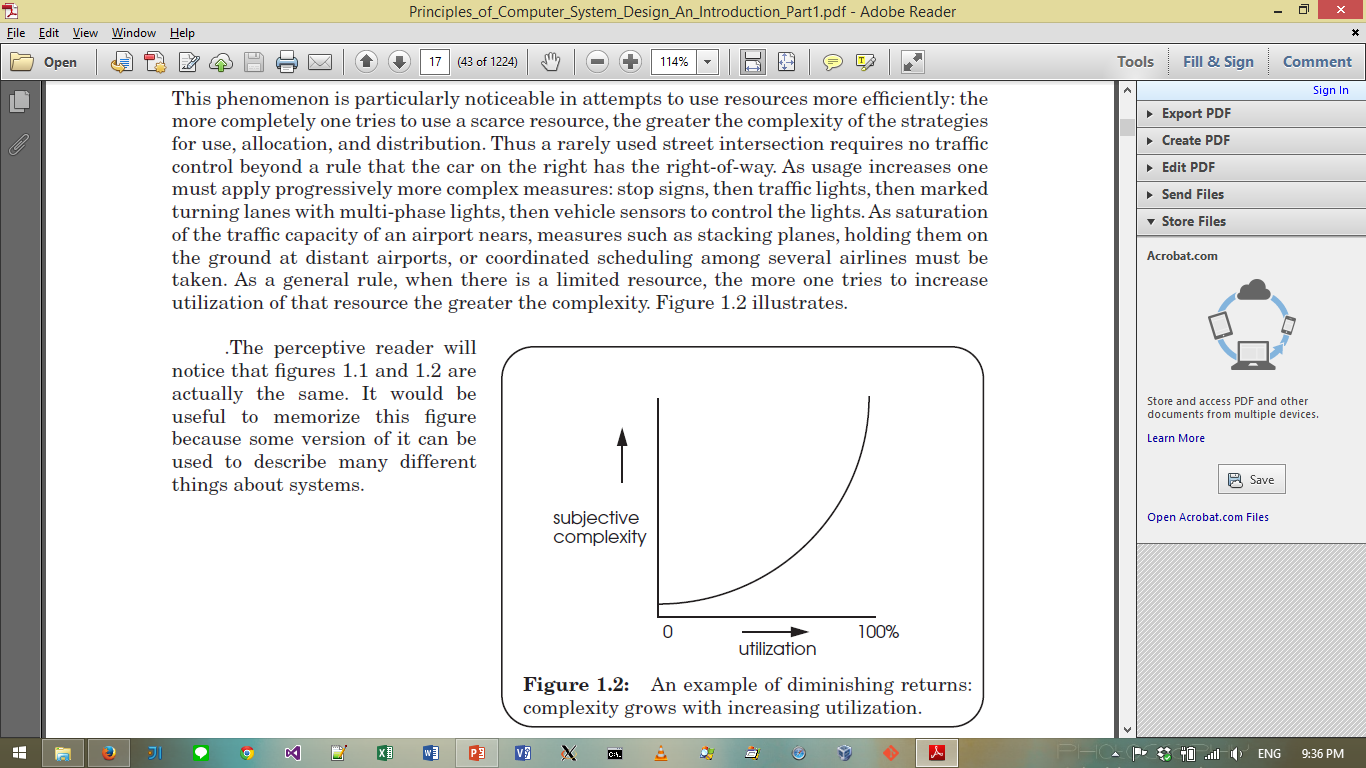 Principles_of_Computer_System_Design_An_Introduction_Part1.pdf - Adobe Reader
File Edit View Window Help
Open 17 (43 of 1224) 114% Tools Fill & Sign Comment
This phenomenon is particularly noticeable in attempts to use resources more efficiently: the
more completely one tries to use a scarce resource, the greater the complexity of the strategies
for use, allocation, and distribution. Thus a rarely used street intersection requires no traffic
control beyond a rule that the car on the right has the right-of-way. As usage increases one
must apply progressively more complex measures: stop signs, then traffic lights, then marked
turning lanes with multi-phase lights, then vehicle sensors to control the lights. As saturation
of the traffic capacity of an airport nears, measures such as stacking planes, holding them on
the ground at distant airports, or coordinated scheduling among several airlines must be
taken. As a general rule, when there is a limited resource, the more one tries to increase
utilization of that resource the greater the complexity. Figure 1.2 illustrates.
.The perceptive reader will
notice that figures 1.1 and 1.2 are
actually the same. It would be
useful to memorize this figure
because some version of it can be
used to describe many different
things about systems.
subjective
complexity
0 100%
utilization
Figure 1.2: An example of diminishing returns:
complexity grows with increasing utilization.
Sign In
Export PDF
Create PDF
Edit PDF
Send Files
Store Files
Acrobat.com
Store and access PDF and other
documents from multiple devices.
Learn More
Save
Open Acrobat.com Files
ENG 9:36 PM